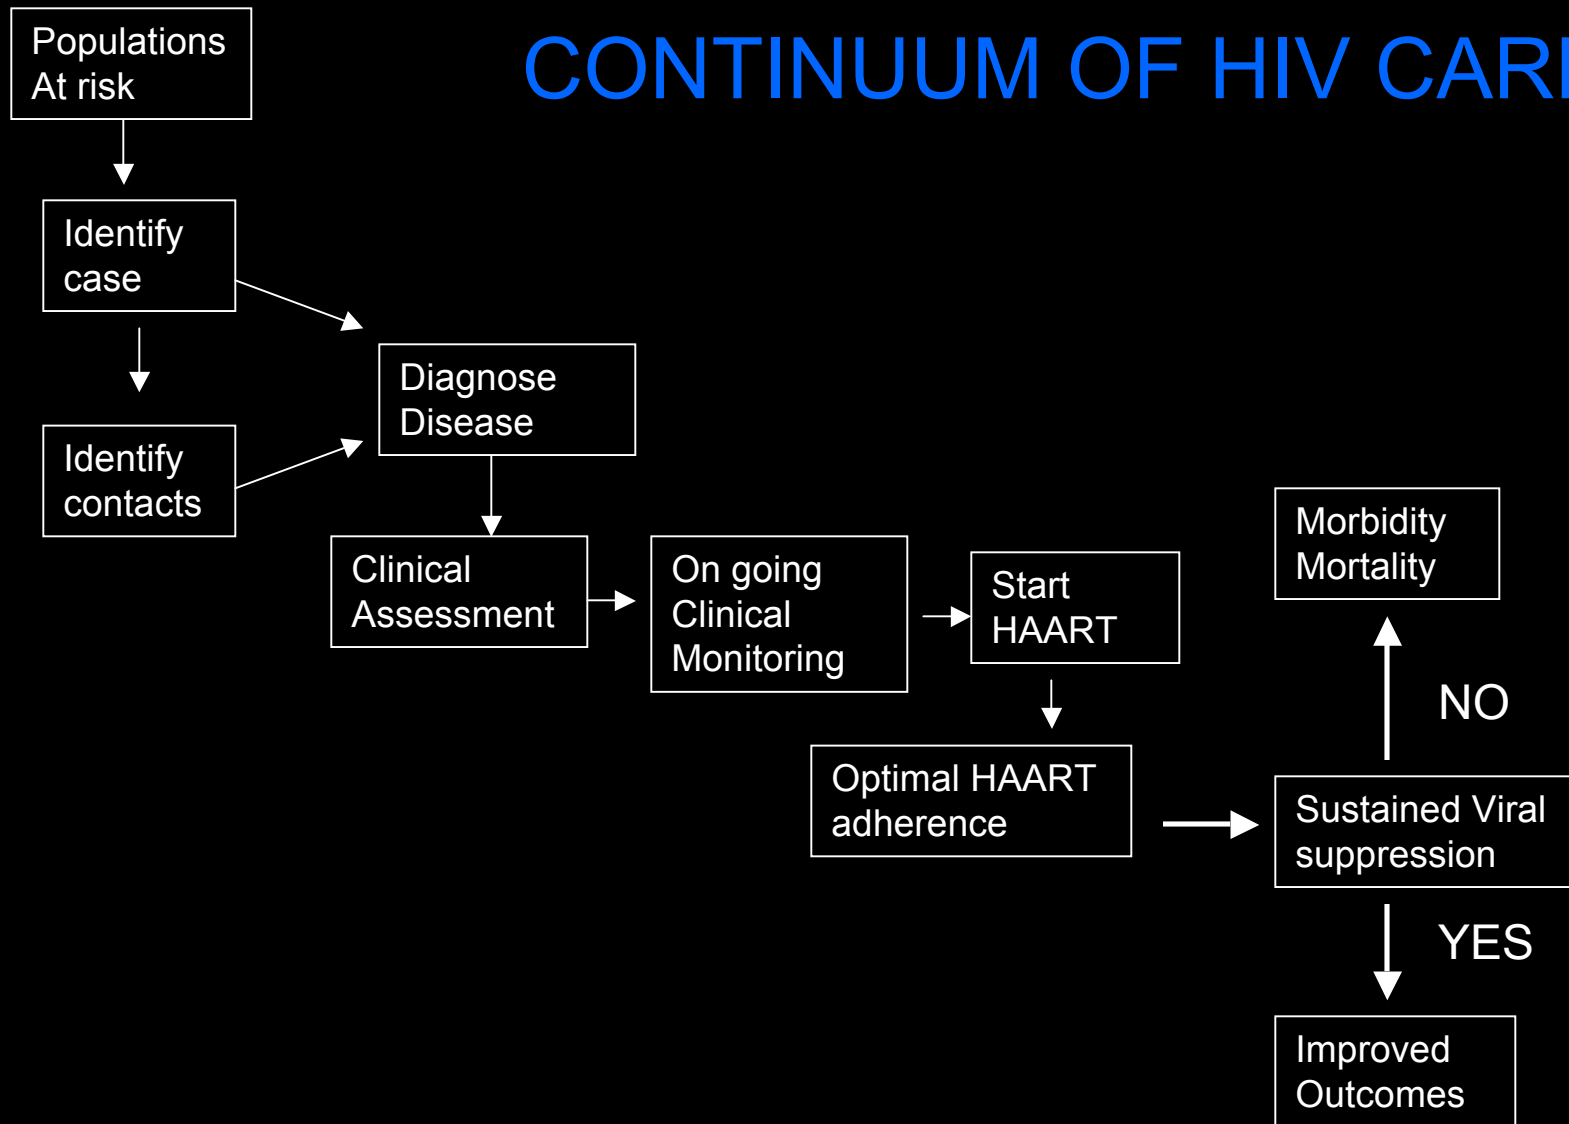 CONTINUUM OF HIV CARE
Populations
At risk
Identify
case
Identify
contacts
Diagnose
Disease
Clinical
Assessment
On going
Clinical
Monitoring
Start
HAART
Optimal HAART
adherence
Morbidity
Mortality
NO
Sustained Viral
suppression
YES
Improved
Outcomes